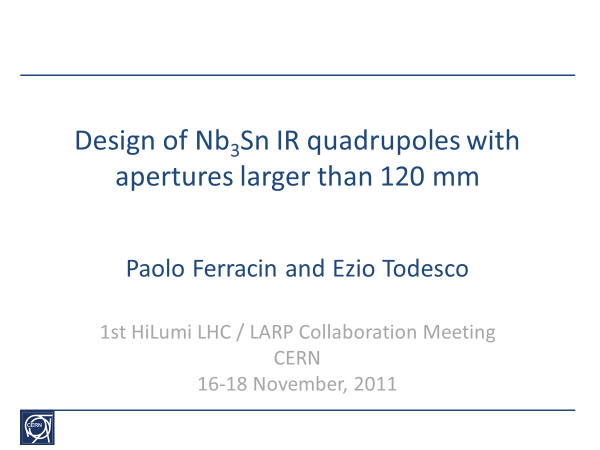 Design of Nb₃Sn IR quadrupoles with
apertures larger than 120 mm
Paolo Ferracin and Ezio Todesco
1st HiLumi LHC / LARP Collaboration Meeting
CERN
16-18 November, 2011
CERN